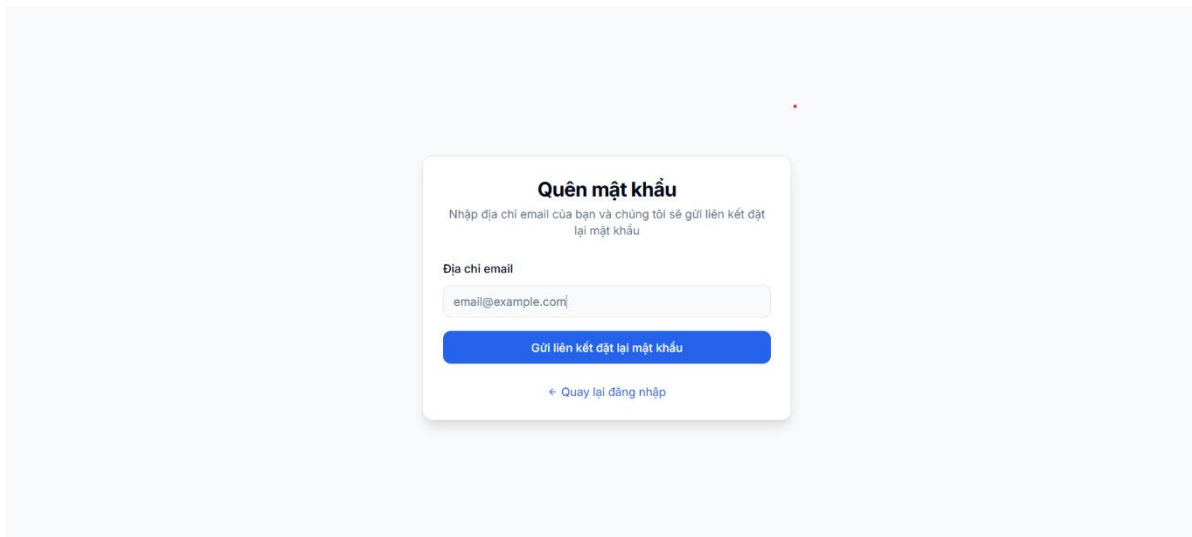 Quên mật khẩu
Nhập địa chỉ email của bạn và chúng tôi sẽ gửi liên kết đặt
lại mật khẩu
Địa chỉ email
email@example.com
Gửi liên kết đặt lại mật khẩu
← Quay lại đăng nhập